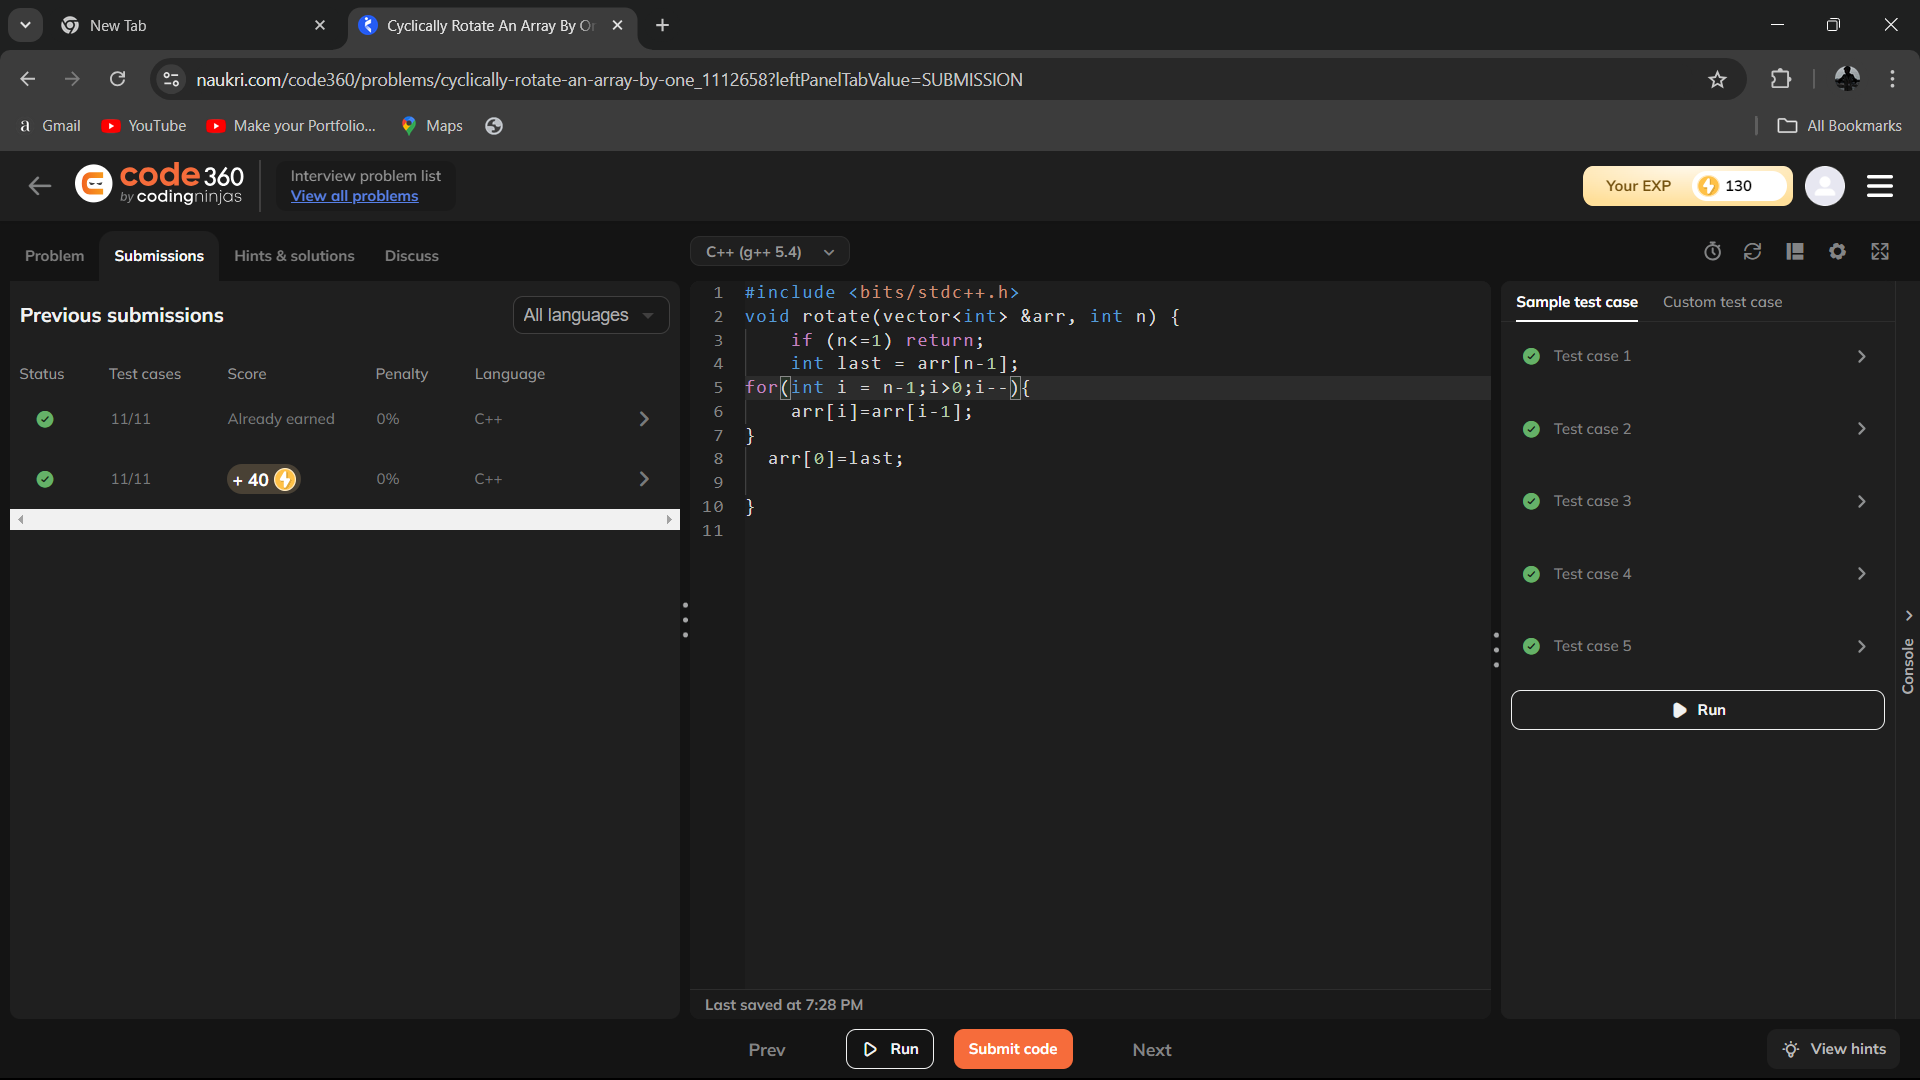 New Tab
Cyclically Rotate An Array By Or
naukri.com/code360/problems/cyclically-rotate-an-array-by-one_1112658?leftPanelTabValue=SUBMISSION
a Gmail
YouTube
Make your Portfolio...
Maps
All Bookmarks
code 360
by codingninjas
Interview problem list
View all problems
Your EXP
130
Problem
Submissions
Hints & solutions
Discuss
Previous submissions
All languages
Status Test cases Score Penalty Language
11/11 Already earned 0% C++
11/11 + 40 0% C++
C++ (g++ 5.4)
1 #include <bits/stdc++.h>
2 void rotate(vector<int> &arr, int n) {
3 if (n<=1) return;
4 int last = arr[n-1];
5 for(int i = n-1;i>0;i--){
6 arr[i]=arr[i-1];
7 }
8 arr[0]=last;
9
10 }
11
Last saved at 7:28 PM
Sample test case
Custom test case
Test case 1
Test case 2
Test case 3
Test case 4
Test case 5
Run
Console
Prev
Run
Submit code
Next
View hints